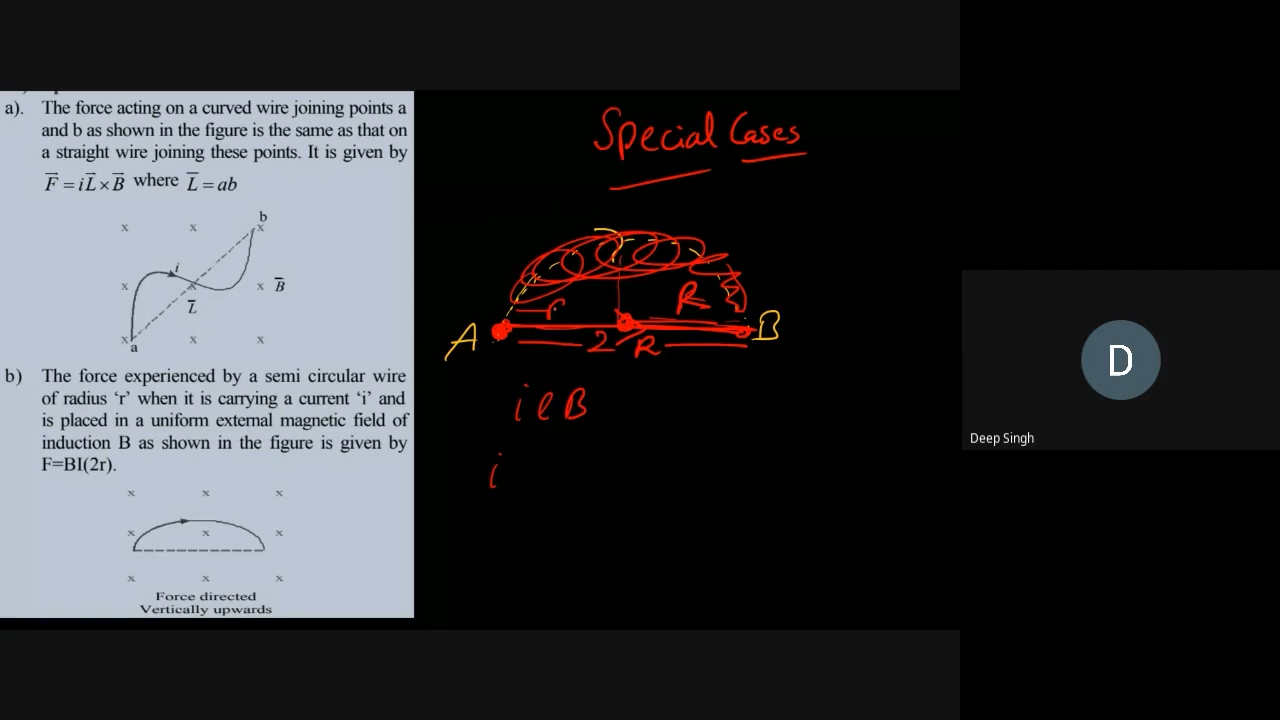 a). The force acting on a curved wire joining points a
and b as shown in the figure is the same as that on
a straight wire joining these points. It is given by
F⃗ = iL⃗ × B⃗ where L̅ = ab
x x b
x
i
x x x B̅
L̅
x x x
a
b) The force experienced by a semi circular wire
of radius ‘r’ when it is carrying a current ‘i’ and
is placed in a uniform external magnetic field of
induction B as shown in the figure is given by
F=BI(2r).
x x x
x x x
x x x
Force directed
Vertically upwards
Special Cases
r R
A B
2R
i l B
i
D
Deep Singh